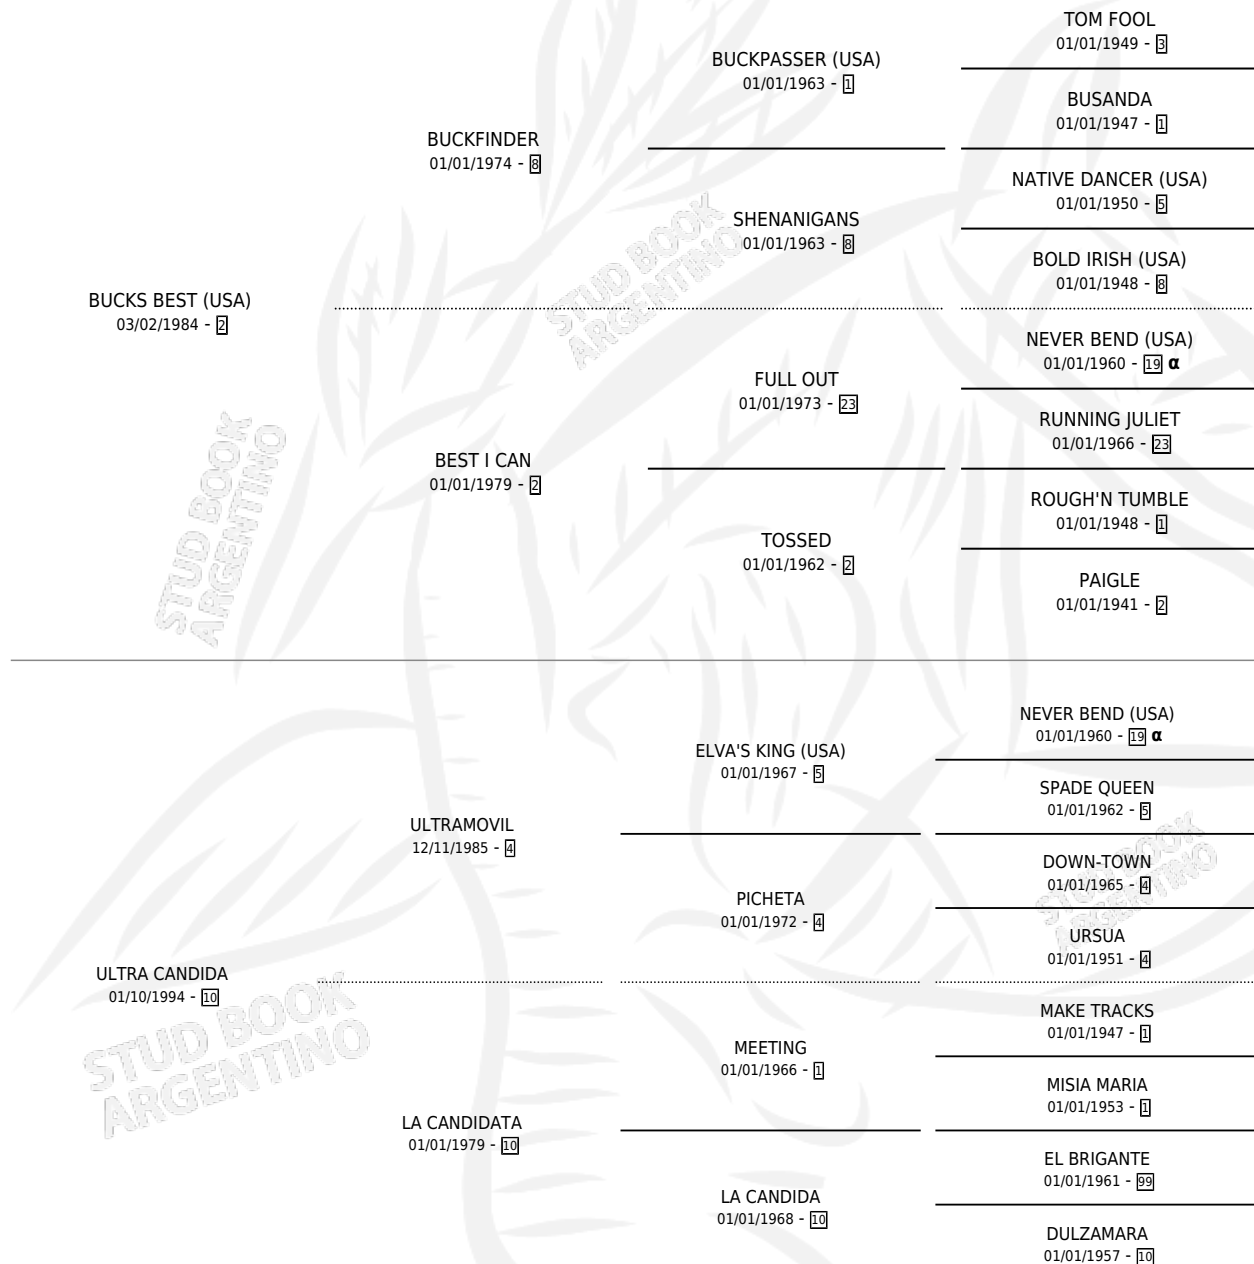 TOM FOOL
01/01/1949 - 3
BUCKPASSER (USA)
01/01/1963 - 1
BUSANDA
01/01/1947 - 1
BUCKFINDER
01/01/1974 - 8
NATIVE DANCER (USA)
01/01/1950 - 5
SHENANIGANS
01/01/1963 - 8
BOLD IRISH (USA)
01/01/1948 - 8
STUD BOOK
ARGENTINO
BUCKS BEST (USA)
03/02/1984 - 2
NEVER BEND (USA)
01/01/1960 - 19 α
FULL OUT
01/01/1973 - 23
RUNNING JULIET
01/01/1966 - 23
BEST I CAN
01/01/1979 - 2
ROUGH'N TUMBLE
01/01/1948 - 1
TOSSED
01/01/1962 - 2
PAIGLE
01/01/1941 - 2
STUD BOOK
ARGENTINO
NEVER BEND (USA)
01/01/1960 - 19 α
ELVA'S KING (USA)
01/01/1967 - 5
SPADE QUEEN
01/01/1962 - 5
ULTRAMOVIL
12/11/1985 - 4
DOWN-TOWN
01/01/1965 - 4
PICHETA
01/01/1972 - 4
URSUA
01/01/1951 - 4
STUD BOOK
ARGENTINO
ULTRA CANDIDA
01/10/1994 - 10
MAKE TRACKS
01/01/1947 - 1
MEETING
01/01/1966 - 1
MISIA MARIA
01/01/1953 - 1
LA CANDIDATA
01/01/1979 - 10
EL BRIGANTE
01/01/1961 - 99
LA CANDIDA
01/01/1968 - 10
DULZAMARA
01/01/1957 - 10
STUD BOOK
ARGENTINO